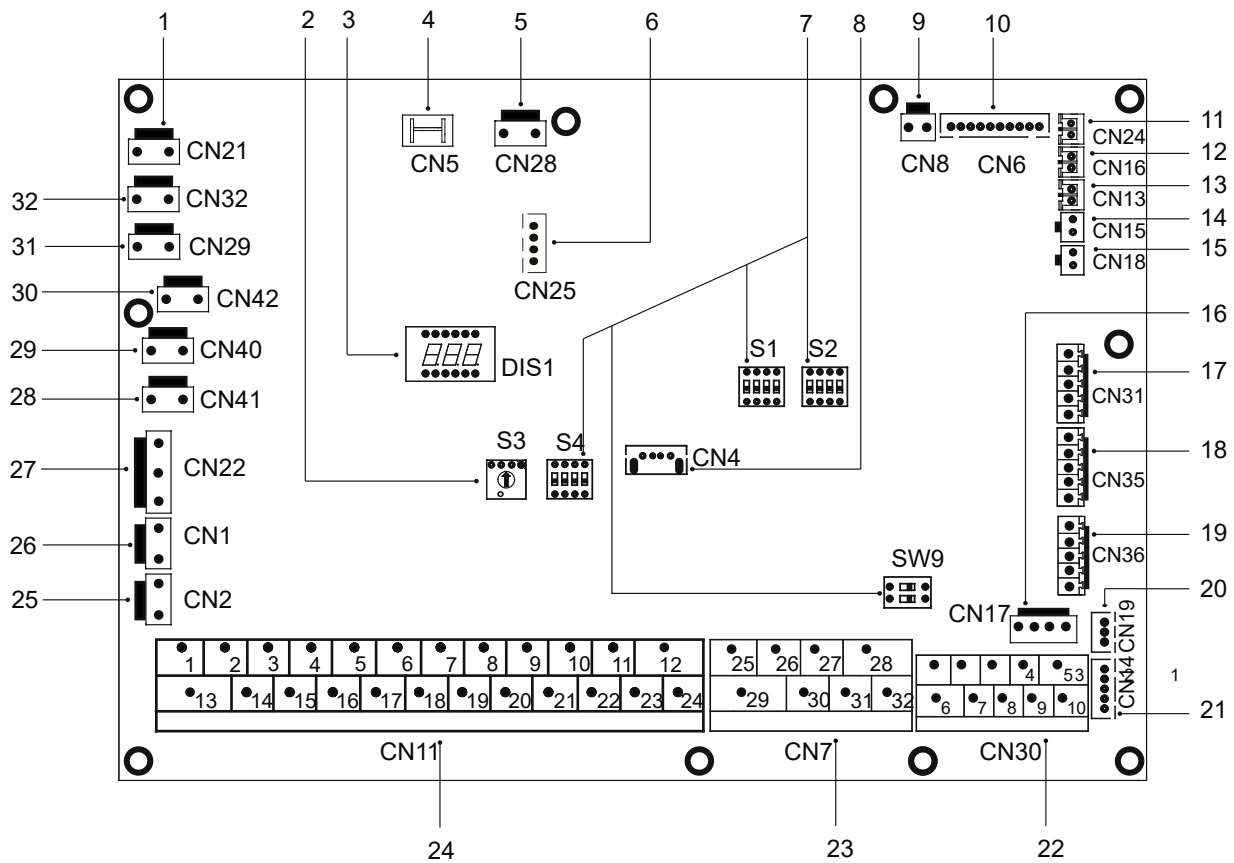 1 2 3 4 5 6 7 8 9 10
11
CN21 CN5 CN28 CN8 CN6 CN24
12
CN16
32 CN32 13
CN13
31 CN29 14
CN15
15
CN18
CN25
30 CN42
16
29 CN40
3 DIS1 S1 S2
17
28 CN41 CN31
S3 S4
27 CN22 CN4 8 18
2 CN35
26 CN1 19
CN36
SW9
25 CN2 20
CN17 CN19
1 2 3 4 5 6 7 8 9 10 11 12 25 26 27 28 4 53
13 14 15 16 17 18 19 20 21 22 23 24 29 30 31 32 6 7 8 9 10
1
21
CN11 CN7 CN30
24 23 22